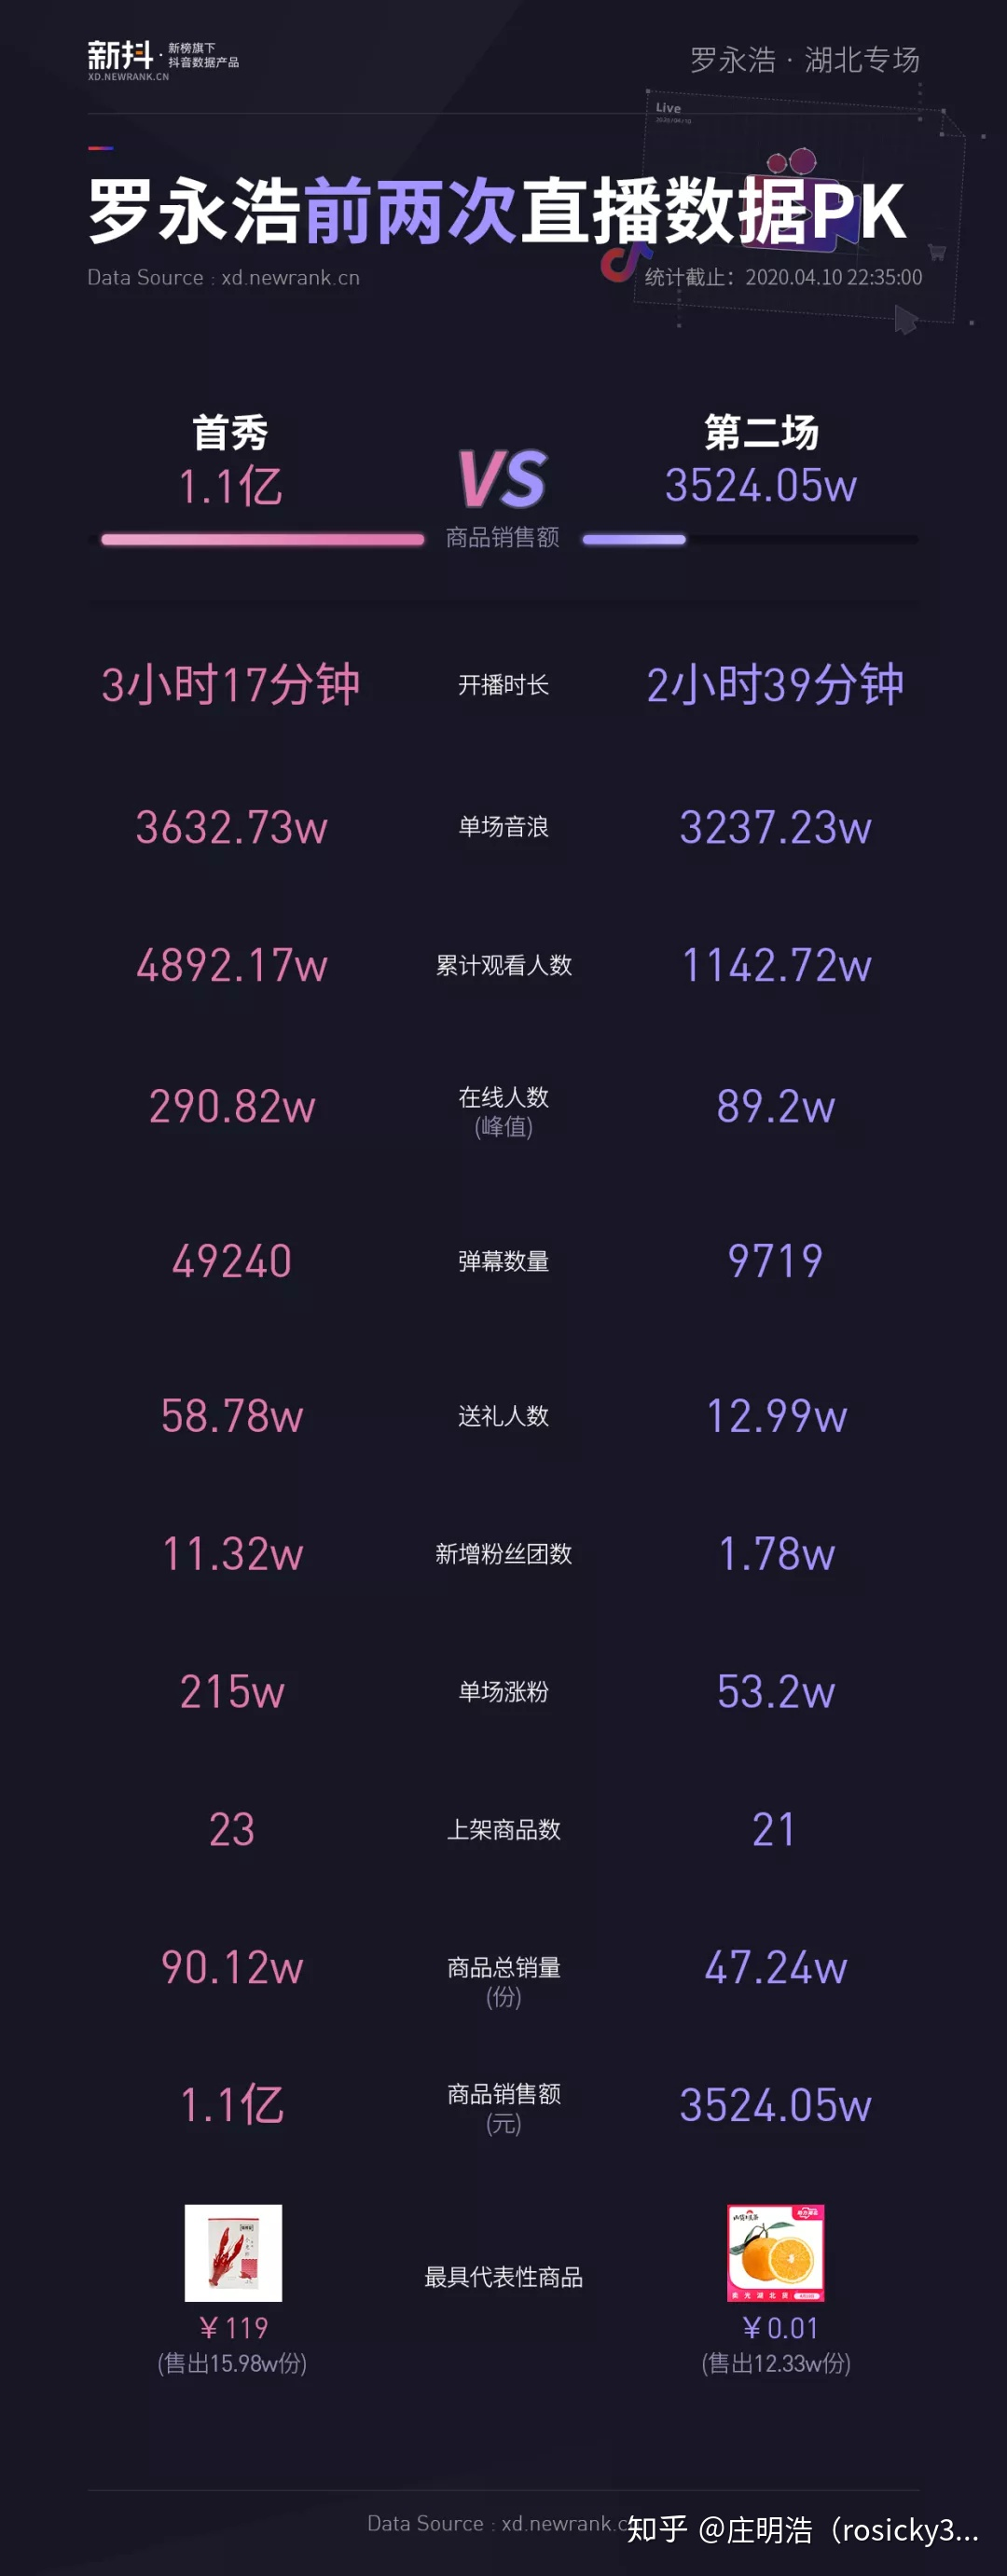 新抖 · 新榜旗下
抖音数据产品
XD.NEWRANK.CN
罗永浩 · 湖北专场
Live
罗永浩前两次直播数据PK
Data Source : xd.newrank.cn
统计截止：2020.04.10 22:35:00
首秀
1.1亿
VS
商品销售额
第二场
3524.05w
3小时17分钟 开播时长 2小时39分钟
3632.73w 单场音浪 3237.23w
4892.17w 累计观看人数 1142.72w
290.82w 在线人数 89.2w
(峰值)
49240 弹幕数量 9719
58.78w 送礼人数 12.99w
11.32w 新增粉丝团数 1.78w
215w 单场涨粉 53.2w
23 上架商品数 21
90.12w 商品总销量 47.24w
(份)
1.1亿 商品销售额 3524.05w
(元)
最具代表性商品
￥119 ￥0.01
(售出15.98w份) (售出12.33w份)
Data Source : xd.newrank.c
知乎 @庄明浩（rosicky3...